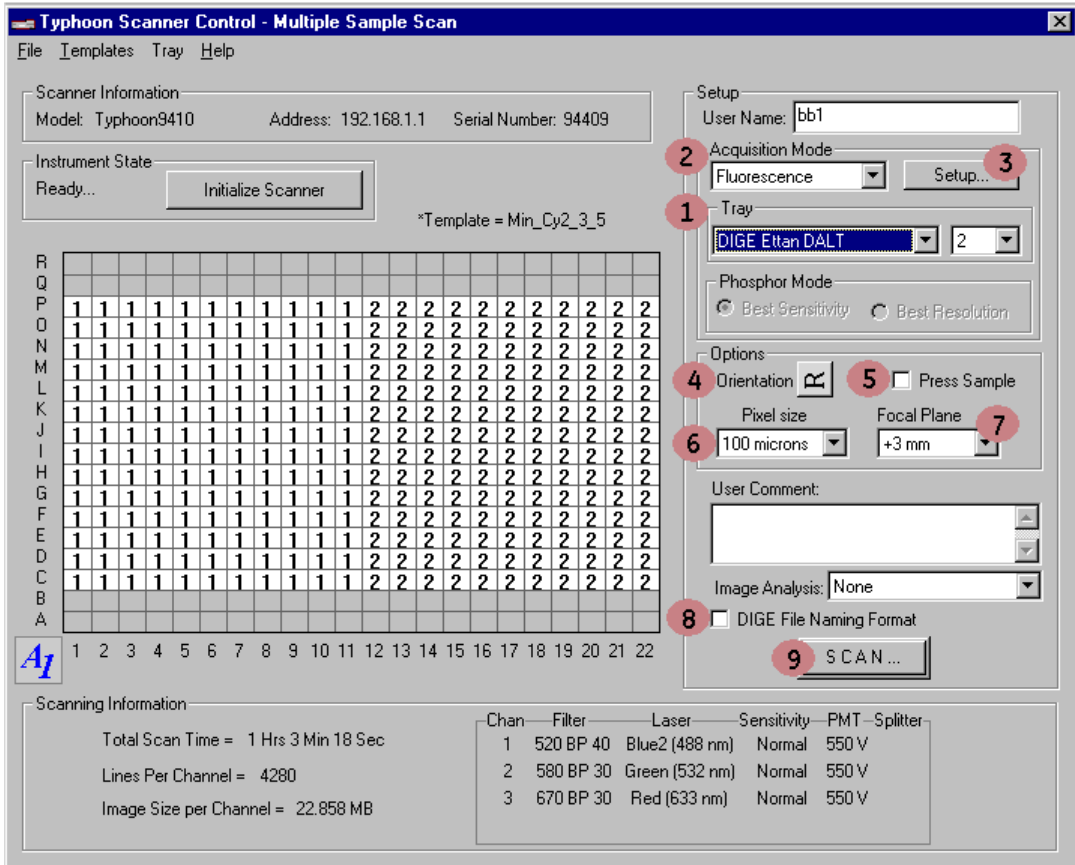 Typhoon Scanner Control - Multiple Sample Scan
File Templates Tray Help
Scanner Information
Model: Typhoon9410 Address: 192.168.1.1 Serial Number: 94409
Instrument State
Ready... Initialize Scanner
*Template = Min_Cy2_3_5
R
Q
P 1 1 1 1 1 1 1 1 1 1 1 2 2 2 2 2 2 2 2 2 2 2
O 1 1 1 1 1 1 1 1 1 1 1 2 2 2 2 2 2 2 2 2 2 2
N 1 1 1 1 1 1 1 1 1 1 1 2 2 2 2 2 2 2 2 2 2 2
M 1 1 1 1 1 1 1 1 1 1 1 2 2 2 2 2 2 2 2 2 2 2
L 1 1 1 1 1 1 1 1 1 1 1 2 2 2 2 2 2 2 2 2 2 2
K 1 1 1 1 1 1 1 1 1 1 1 2 2 2 2 2 2 2 2 2 2 2
J 1 1 1 1 1 1 1 1 1 1 1 2 2 2 2 2 2 2 2 2 2 2
I 1 1 1 1 1 1 1 1 1 1 1 2 2 2 2 2 2 2 2 2 2 2
H 1 1 1 1 1 1 1 1 1 1 1 2 2 2 2 2 2 2 2 2 2 2
G 1 1 1 1 1 1 1 1 1 1 1 2 2 2 2 2 2 2 2 2 2 2
F 1 1 1 1 1 1 1 1 1 1 1 2 2 2 2 2 2 2 2 2 2 2
E 1 1 1 1 1 1 1 1 1 1 1 2 2 2 2 2 2 2 2 2 2 2
D 1 1 1 1 1 1 1 1 1 1 1 2 2 2 2 2 2 2 2 2 2 2
C 1 1 1 1 1 1 1 1 1 1 1 2 2 2 2 2 2 2 2 2 2 2
B
A
A1 1 2 3 4 5 6 7 8 9 10 11 12 13 14 15 16 17 18 19 20 21 22
Setup
User Name: bb1
2 Acquisition Mode
Fluorescence Setup... 3
1 Tray
DIGE Ettan DALT 2
Phosphor Mode
Best Sensitivity Best Resolution
Options
4 Orientation R 5 Press Sample
Pixel size Focal Plane 7
6 100 microns +3 mm
User Comment:
Image Analysis: None
8 DIGE File Naming Format
9 SCAN...
Scanning Information
Total Scan Time = 1 Hrs 3 Min 18 Sec
Lines Per Channel = 4280
Image Size per Channel = 22.858 MB
Chan Filter Laser Sensitivity PMT Splitter
1 520 BP 40 Blue2 (488 nm) Normal 550 V
2 580 BP 30 Green (532 nm) Normal 550 V
3 670 BP 30 Red (633 nm) Normal 550 V